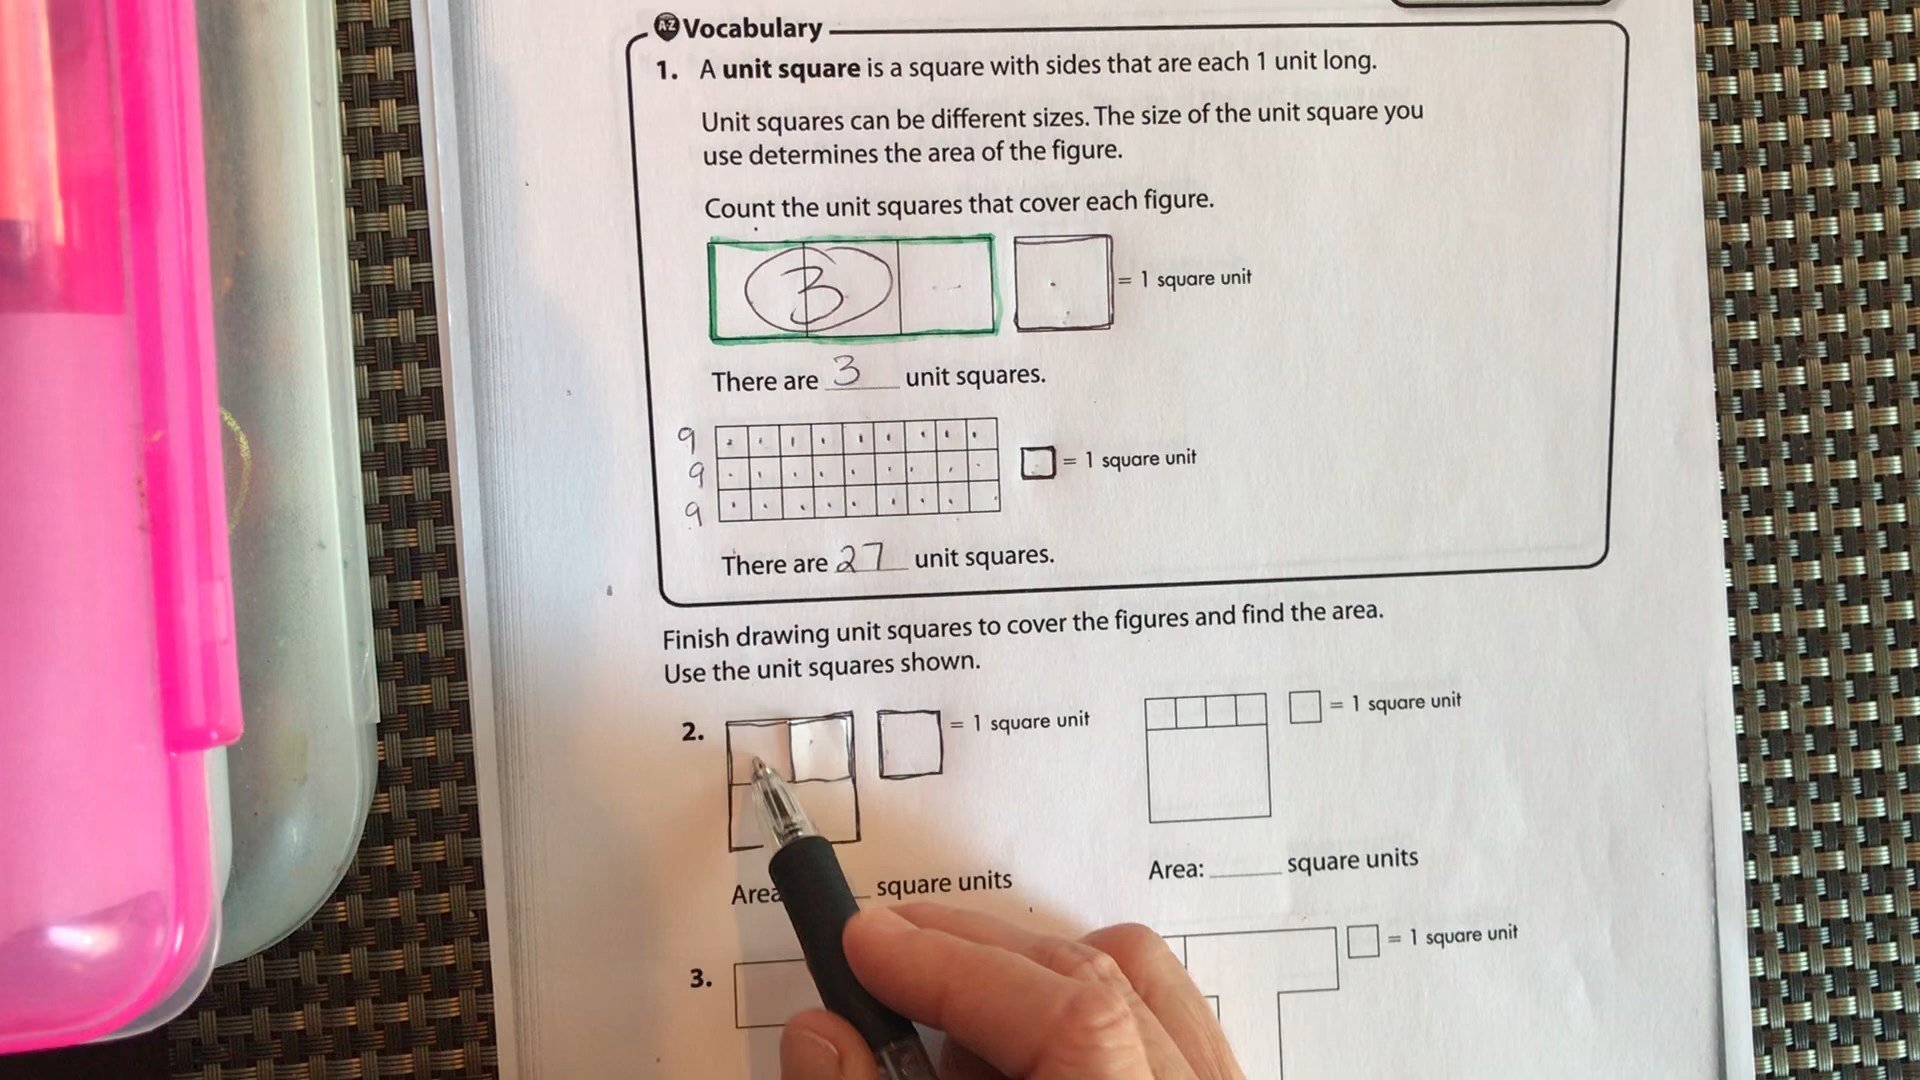 AZ Vocabulary
1. A unit square is a square with sides that are each 1 unit long.
Unit squares can be different sizes. The size of the unit square you
use determines the area of the figure.
Count the unit squares that cover each figure.
3 = 1 square unit
There are 3 unit squares.
9
9 = 1 square unit
9
There are 27 unit squares.
Finish drawing unit squares to cover the figures and find the area.
Use the unit squares shown.
2. = 1 square unit = 1 square unit
square units Area: ______ square units
3. = 1 square unit